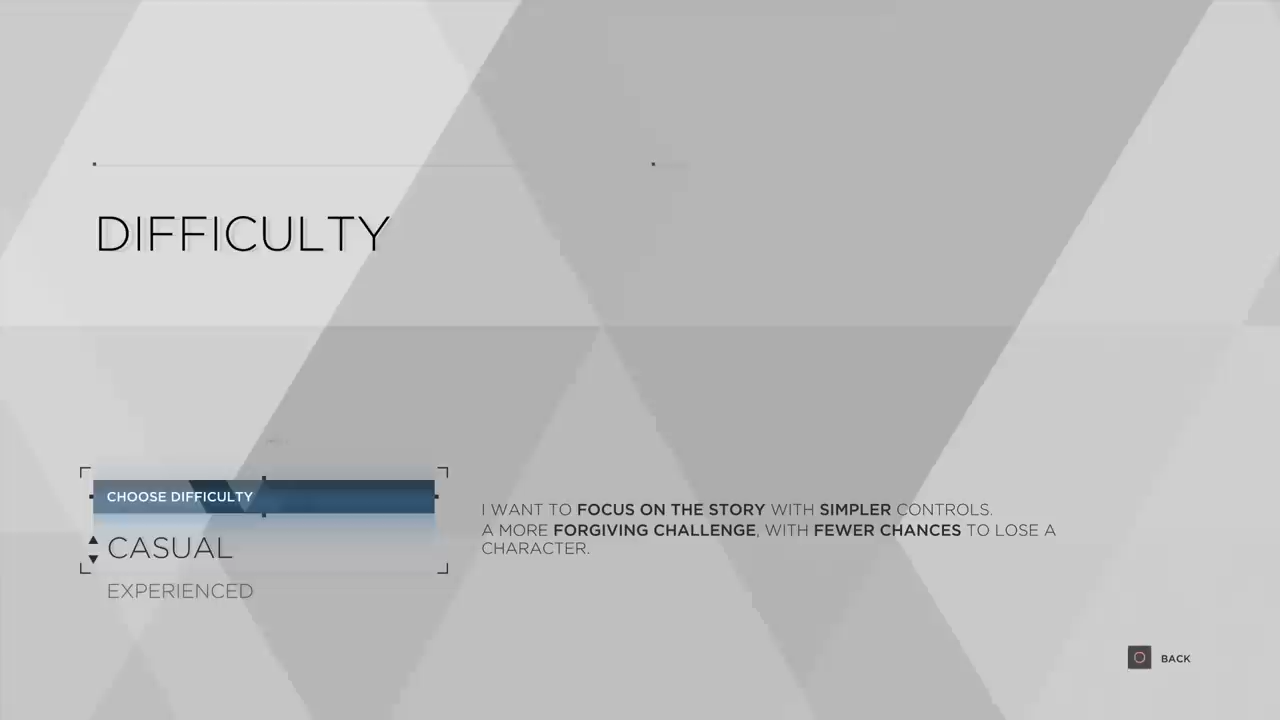 DIFFICULTY
CHOOSE DIFFICULTY
CASUAL
EXPERIENCED
I WANT TO FOCUS ON THE STORY WITH SIMPLER CONTROLS.
A MORE FORGIVING CHALLENGE, WITH FEWER CHANCES TO LOSE A
CHARACTER.
BACK